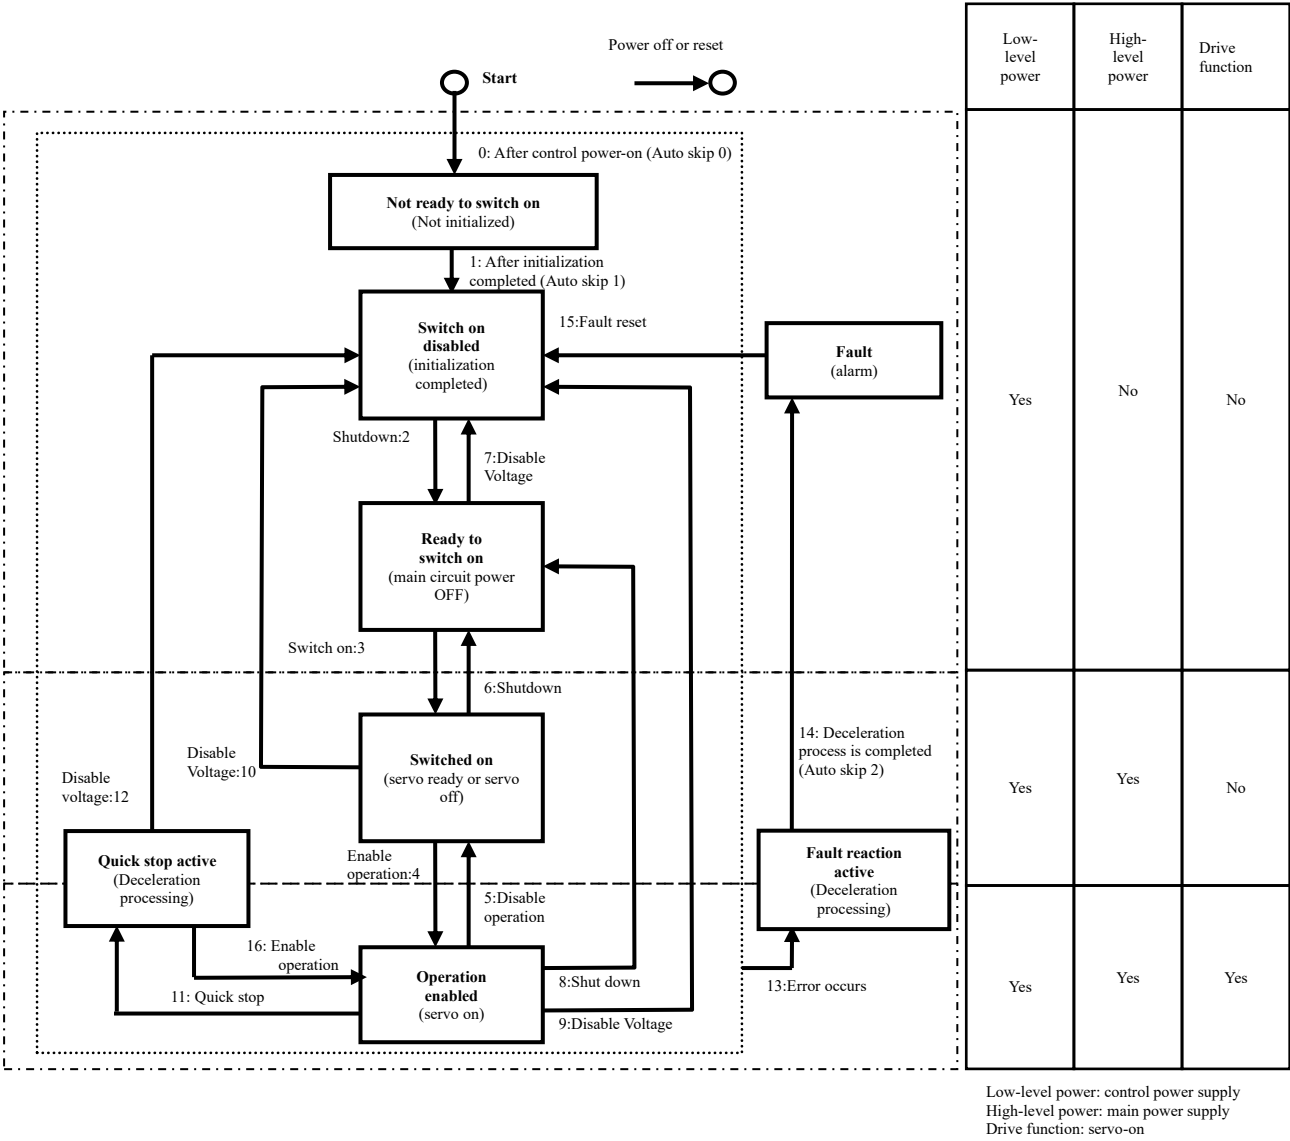 Power off or reset
Start
Low-
level
power
High-
level
power
Drive
function
0: After control power-on (Auto skip 0)
Not ready to switch on
(Not initialized)
1: After initialization
completed (Auto skip 1)
Switch on
disabled
(initialization
completed)
15:Fault reset
Fault
(alarm)
Yes
No
No
Shutdown:2
7:Disable
Voltage
Ready to
switch on
(main circuit power
OFF)
Switch on:3
6:Shutdown
Switched on
(servo ready or servo
off)
Disable
Voltage:10
Disable
voltage:12
14: Deceleration
process is completed
(Auto skip 2)
Yes
Yes
No
Quick stop active
(Deceleration
processing)
Enable
operation:4
5:Disable
operation
Fault reaction
active
(Deceleration
processing)
16: Enable
operation
11: Quick stop
Operation
enabled
(servo on)
8:Shut down
9:Disable Voltage
13:Error occurs
Yes
Yes
Yes
Low-level power: control power supply
High-level power: main power supply
Drive function: servo-on